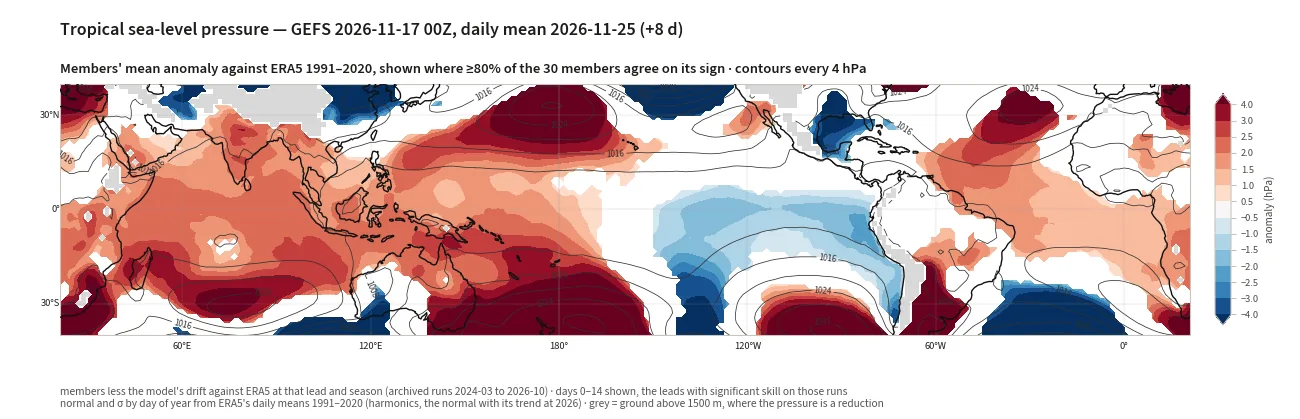 Tropical sea-level pressure — GEFS 2026-11-17 00Z, daily mean 2026-11-25 (+8 d)
Members' mean anomaly against ERA5 1991–2020, shown where ≥80% of the 30 members agree on its sign · contours every 4 hPa
30°N
0°
30°S
60°E
120°E
180°
120°W
60°W
0°
1016
1016
1016
1016
1016
1016
1016
1016
1024
1024
1008
4.0
3.0
2.5
2.0
1.5
1.0
0.5
−0.5
−1.0
−1.5
−2.0
−2.5
−3.0
−4.0
anomaly (hPa)
members less the model's drift against ERA5 at that lead and season (archived runs 2024-03 to 2026-10) · days 0–14 shown, the leads with significant skill on those runs
normal and σ by day of year from ERA5's daily means 1991–2020 (harmonics, the normal with its trend at 2026) · grey = ground above 1500 m, where the pressure is a reduction